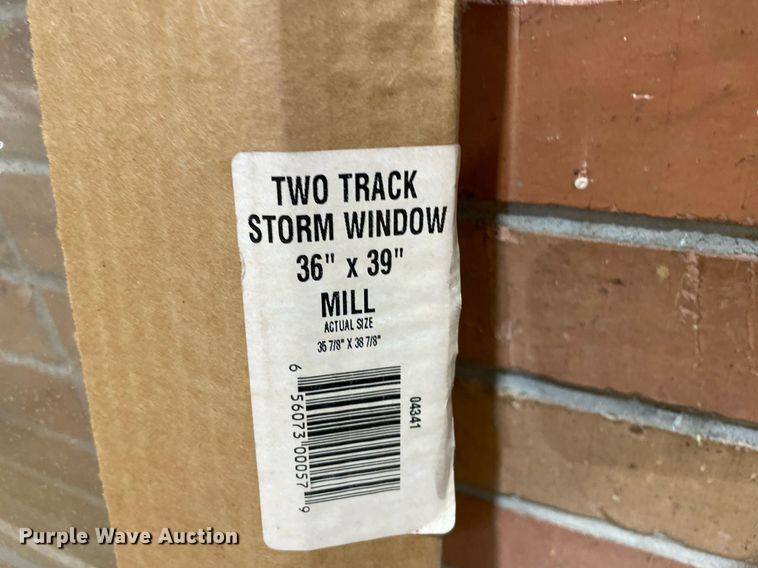 TWO TRACK
STORM WINDOW
36" x 39"
MILL
ACTUAL SIZE
35 7/8" X 38 7/8"
04341
6 56073 00057 9
Purple Wave Auction